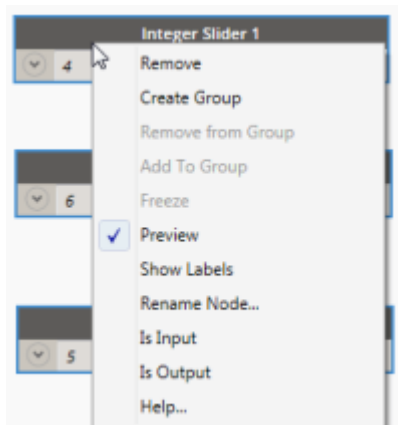 Integer Slider 1
4
Remove
Create Group
Remove from Group
Add To Group
6
Freeze
Preview
Show Labels
Rename Node...
Is Input
5
Is Output
Help...